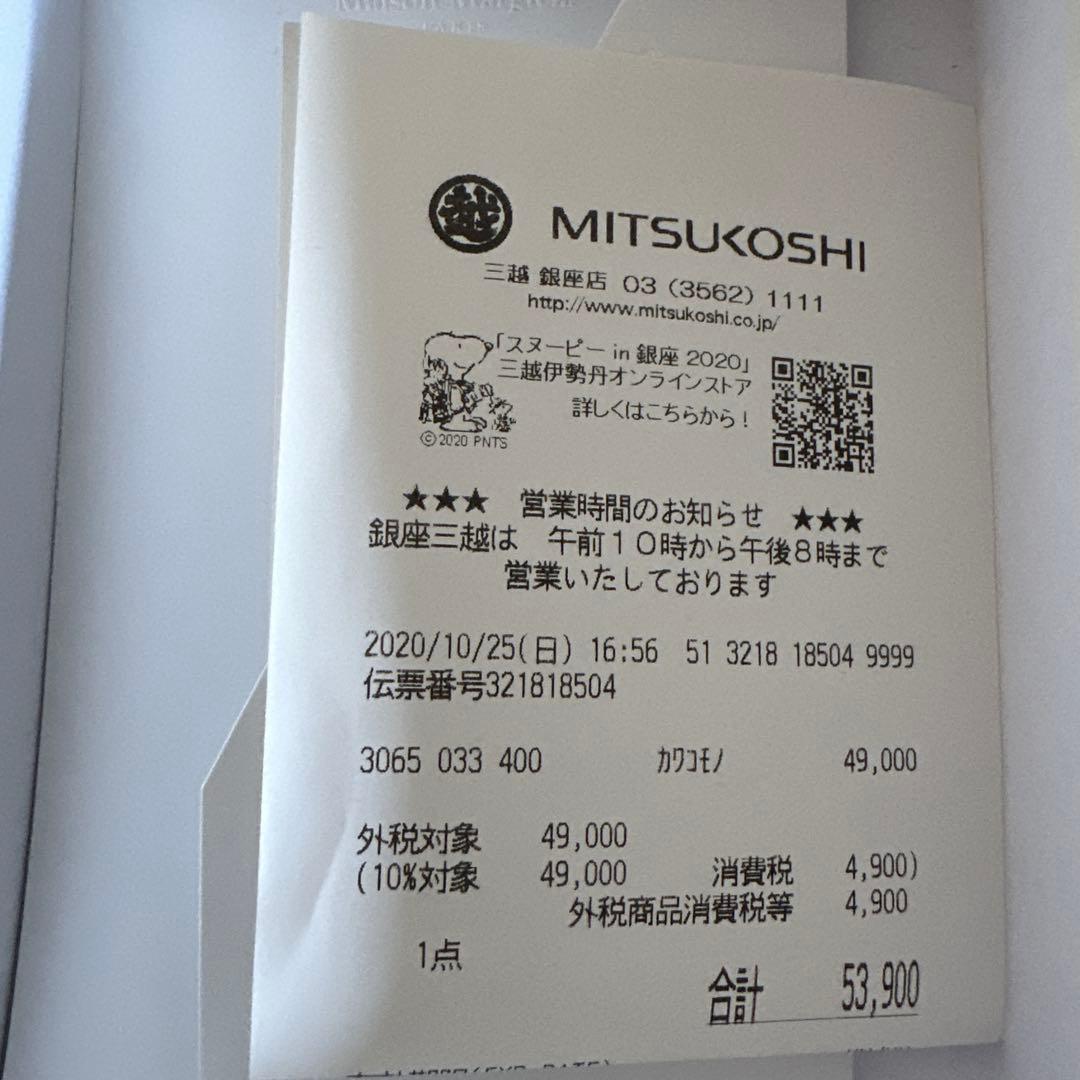 越 MITSUKOSHI
三越 銀座店 03 (3562) 1111
http://www.mitsukoshi.co.jp/
「スヌーピー in 銀座 2020」
三越伊勢丹オンラインストア
詳しくはこちらから!
©2020 PNTS
★★★ 営業時間のお知らせ ★★★
銀座三越は 午前10時から午後8時まで
営業いたしております
2020/10/25(日) 16:56 51 3218 18504 9999
伝票番号321818504
3065 033 400 カワコモノ 49,000
外税対象 49,000
(10%対象 49,000 消費税 4,900)
外税商品消費税等 4,900
1点
合計 53,900